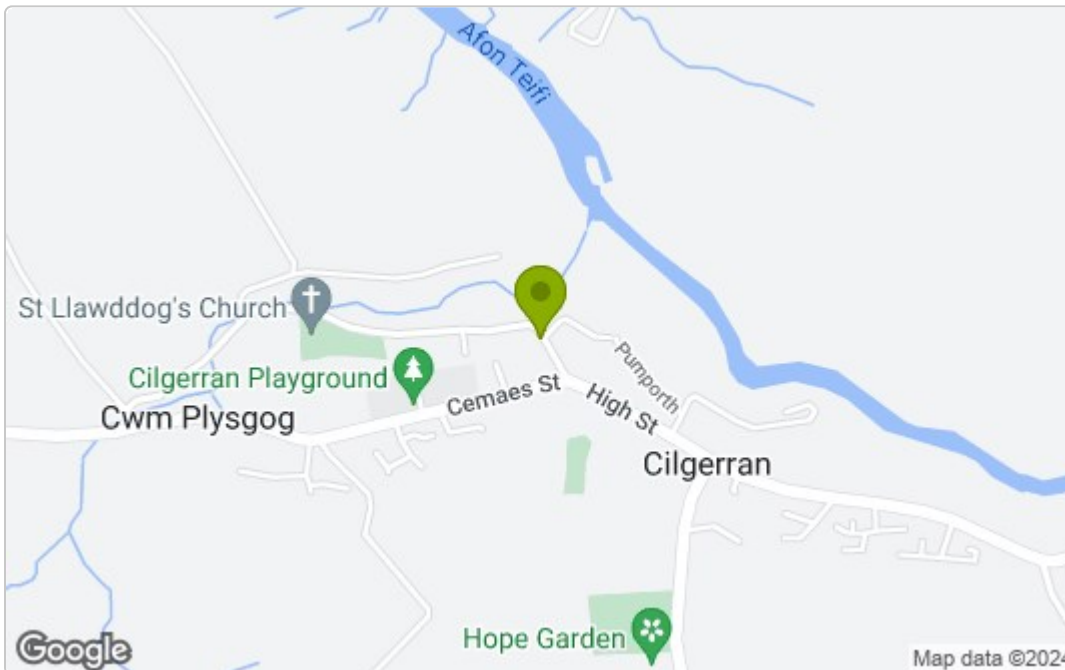 Afon Teifi
St Llawddog's Church
Cilgerran Playground
Cwm Plysgog
Cemaes St
High St
Pumporth
Cilgerran
Hope Garden
Google
Map data ©2024